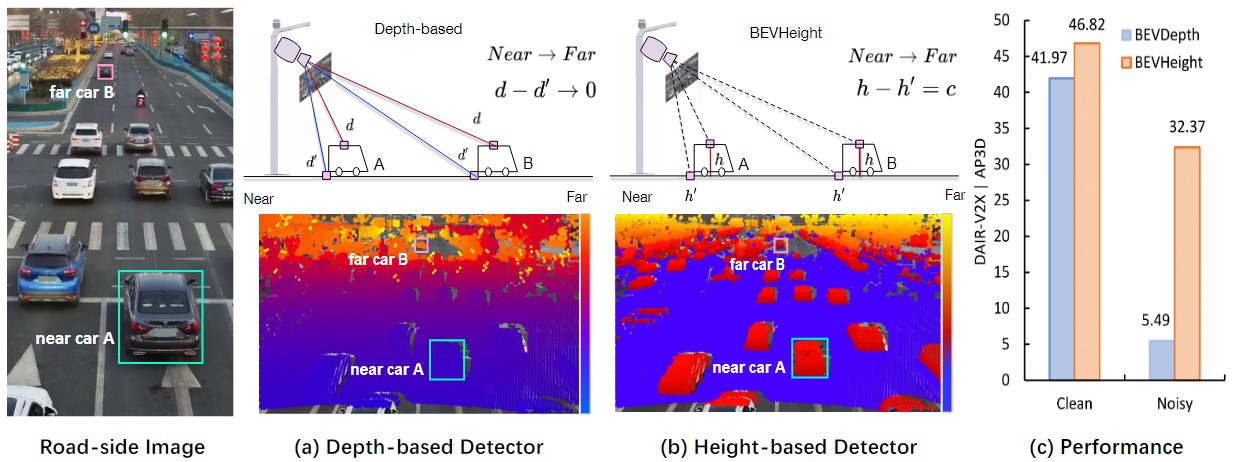 far car B
near car A
Road-side Image
Depth-based
Near → Far
d − d′ → 0
d
d
d′
d′
A
B
Near
Far
far car B
near car A
(a) Depth-based Detector
BEVHeight
Near → Far
h − h′ = c
h
A
h
B
h′
h′
Near
Far
far car B
near car A
(b) Height-based Detector
DAIR-V2X | AP3D
50
45
40
35
30
25
20
15
10
5
0
46.82
41.97
32.37
5.49
BEVDepth
BEVHeight
Clean
Noisy
(c) Performance